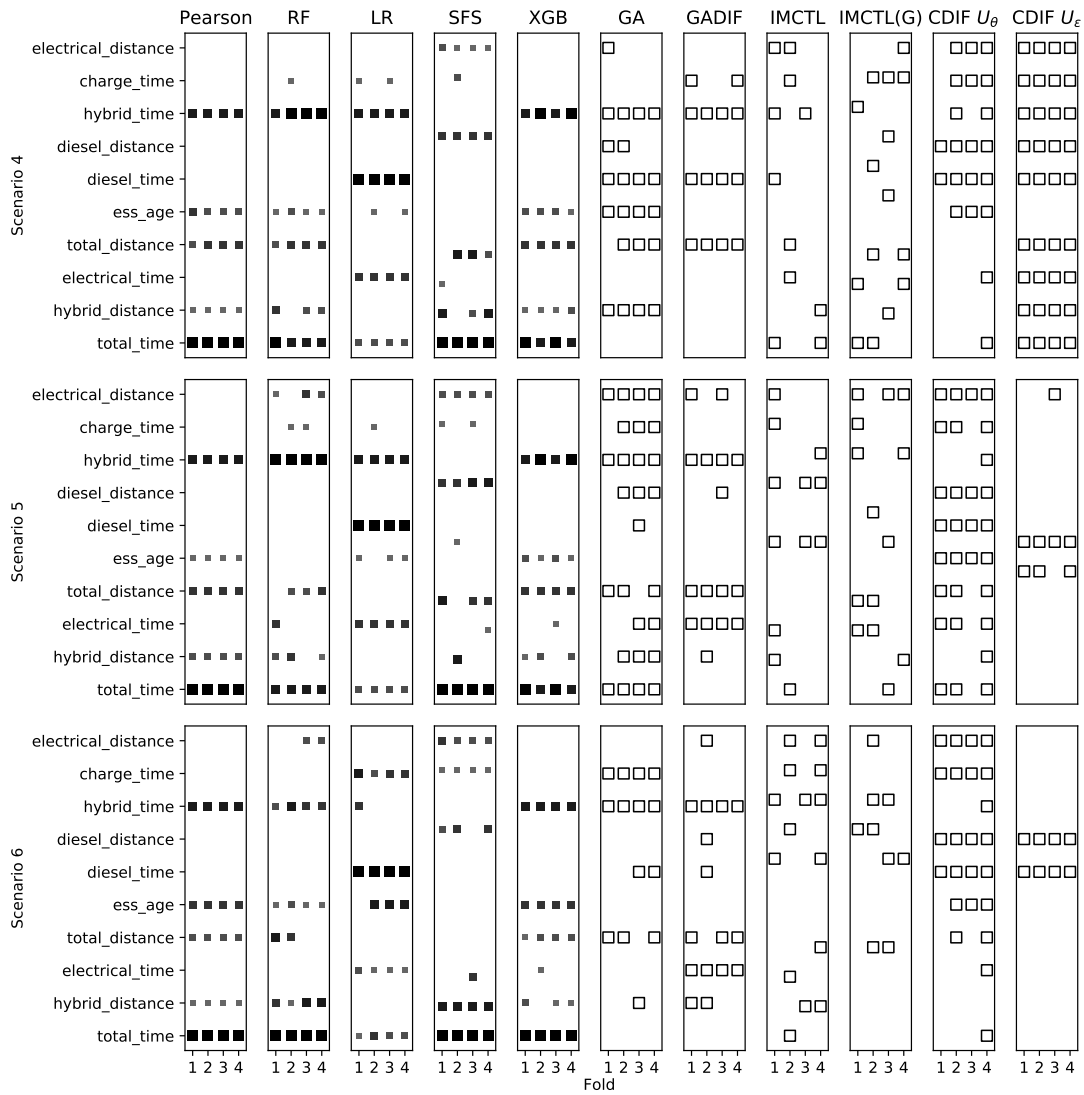 Pearson RF LR SFS XGB GA GADIF IMCTL IMCTL(G) CDIF Uθ CDIF Uε
Scenario 4
electrical_distance
charge_time
hybrid_time
diesel_distance
diesel_time
ess_age
total_distance
electrical_time
hybrid_distance
total_time
Scenario 5
electrical_distance
charge_time
hybrid_time
diesel_distance
diesel_time
ess_age
total_distance
electrical_time
hybrid_distance
total_time
Scenario 6
electrical_distance
charge_time
hybrid_time
diesel_distance
diesel_time
ess_age
total_distance
electrical_time
hybrid_distance
total_time
1 2 3 4 1 2 3 4 1 2 3 4 1 2 3 4 1 2 3 4 1 2 3 4 1 2 3 4 1 2 3 4 1 2 3 4 1 2 3 4 1 2 3 4
Fold